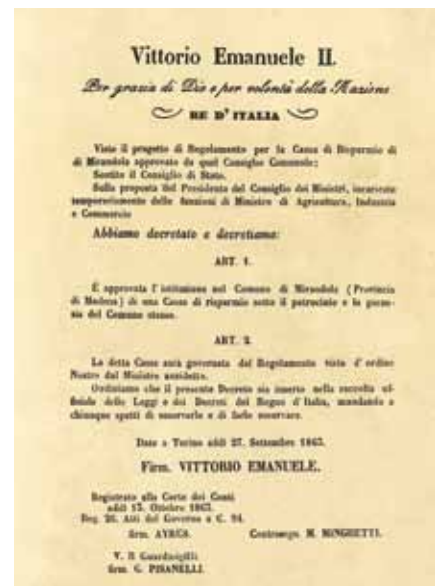 Vittorio Emanuele II.
Per grazia di Dio e per volontà della Nazione
RE D'ITALIA
Visto il progetto di Regolamento per la Cassa di Risparmio di
di Mirandola approvato da quel Consiglio Comunale:
Sentito il Consiglio di Stato.
Sulla proposta del Presidente del Consiglio dei Ministri, incaricato
temporariamente delle funzioni di Ministro di Agricoltura, Industria
e Commercio
Abbiamo decretato e decretiamo:
ART. 1.
È approvata l'istituzione nel Comune di Mirandola (Provincia
di Modena) di una Cassa di risparmio sotto il patrocinio e la garan-
zia del Comune stesso.
ART. 2.
La detta Cassa sarà governata dal Regolamento visto d'ordine
Nostro dal Ministro anzidetto.
Ordiniamo che il presente Decreto sia inserto nella raccolta uf-
ficiale delle Leggi e dei Decreti del Regno d'Italia, mandando a
chiunque spetti di osservarlo e di farlo osservare.
Dato a Torino addì 27. Settembre 1863.
Firm. VITTORIO EMANUELE.
Registrato alla Corte dei Conti
addì 13. Ottobre 1863.
Reg. 26. Atti del Governo a C. 94.
firm. AYRES. Controsegn. M. MINGHETTI.
V. Il Guardasigilli
firm. G. PISANELLI.